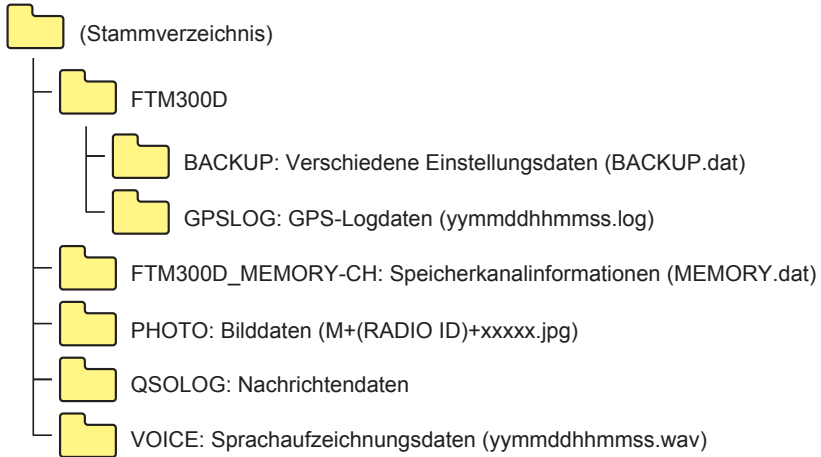 (Stammverzeichnis)
FTM300D
BACKUP: Verschiedene Einstellungsdaten (BACKUP.dat)
GPSLOG: GPS-Logdaten (yymmddhhmmss.log)
FTM300D_MEMORY-CH: Speicherkanalinformationen (MEMORY.dat)
PHOTO: Bilddaten (M+(RADIO ID)+xxxxx.jpg)
QSOLOG: Nachrichtendaten
VOICE: Sprachaufzeichnungsdaten (yymmddhhmmss.wav)